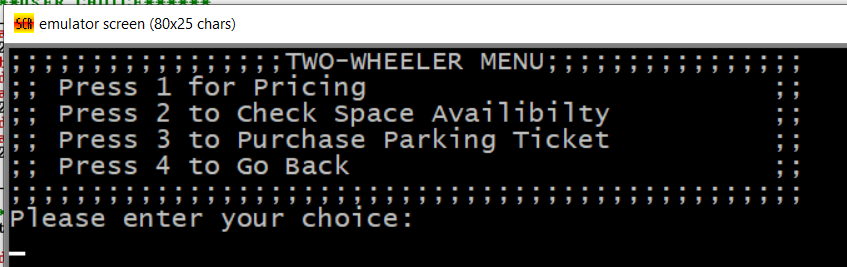 emulator screen (80x25 chars)
;;;;;;;;;;;;;;;;;TWO-WHEELER MENU;;;;;;;;;;;;;;;;
;; Press 1 for Pricing                         ;;
;; Press 2 to Check Space Availibilty          ;;
;; Press 3 to Purchase Parking Ticket          ;;
;; Press 4 to Go Back                          ;;
;;;;;;;;;;;;;;;;;;;;;;;;;;;;;;;;;;;;;;;;;;;;;;;;;
Please enter your choice: